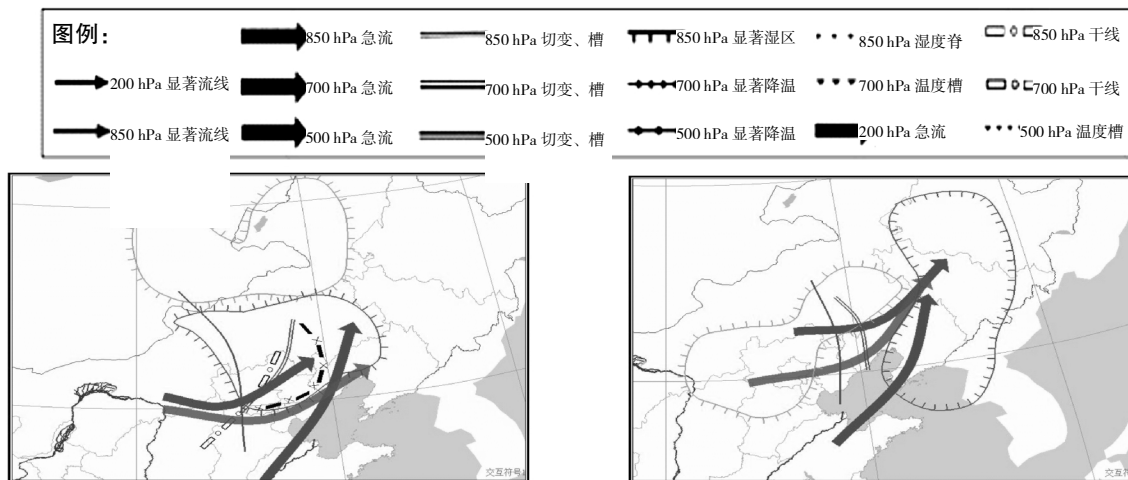 图例：
850 hPa 急流 850 hPa 切变、槽 850 hPa 显著湿区 850 hPa 湿度脊 850 hPa 干线
200 hPa 显著流线 700 hPa 急流 700 hPa 切变、槽 700 hPa 显著降温 700 hPa 温度槽 700 hPa 干线
850 hPa 显著流线 500 hPa 急流 500 hPa 切变、槽 500 hPa 显著降温 200 hPa 急流 500 hPa 温度槽
交互符号
交互符